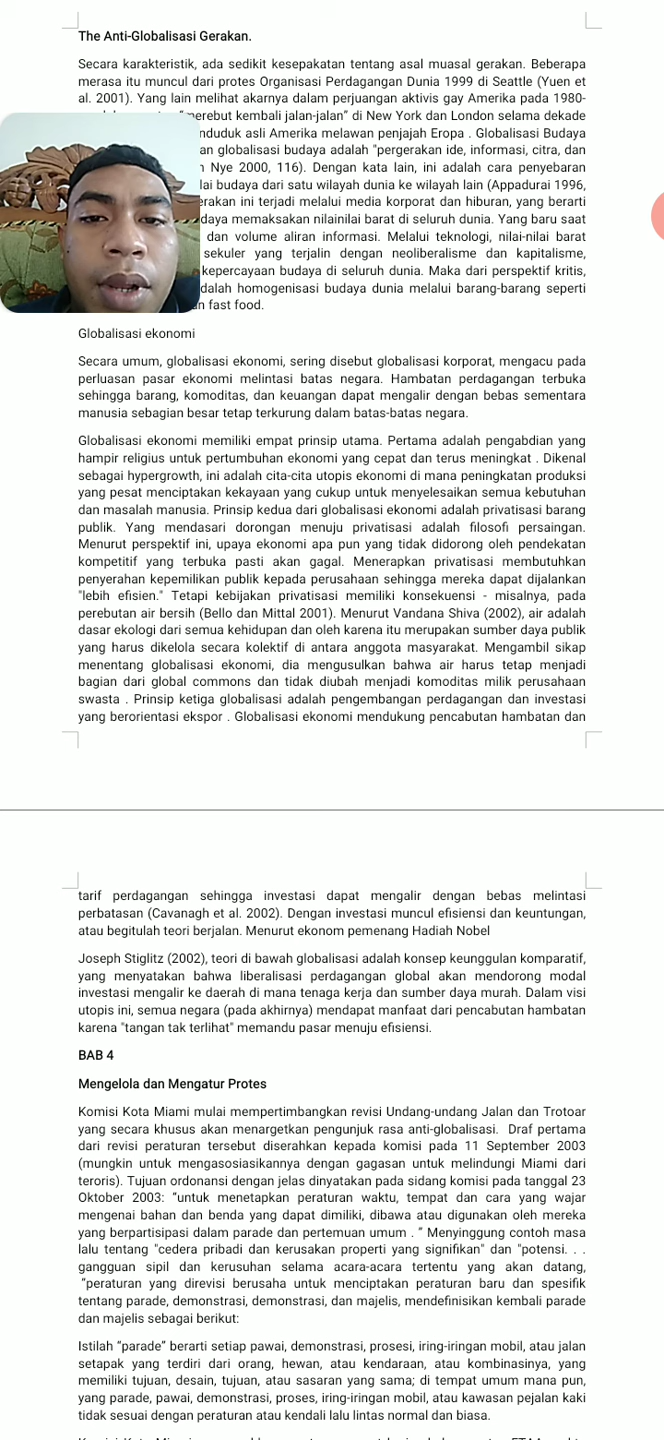 The Anti-Globalisasi Gerakan.
Secara karakteristik, ada sedikit kesepakatan tentang asal muasal gerakan. Beberapa
merasa itu muncul dari protes Organisasi Perdagangan Dunia 1999 di Seattle (Yuen et
al. 2001). Yang lain melihat akarnya dalam perjuangan aktivis gay Amerika pada 1980-
"merebut kembali jalan-jalan” di New York dan London selama dekade
nduduk asli Amerika melawan penjajah Eropa . Globalisasi Budaya
an globalisasi budaya adalah "pergerakan ide, informasi, citra, dan
Nye 2000, 116). Dengan kata lain, ini adalah cara penyebaran
lai budaya dari satu wilayah dunia ke wilayah lain (Appadurai 1996,
erakan ini terjadi melalui media korporat dan hiburan, yang berarti
daya memaksakan nilainilai barat di seluruh dunia. Yang baru saat
dan volume aliran informasi. Melalui teknologi, nilai-nilai barat
sekuler yang terjalin dengan neoliberalisme dan kapitalisme,
kepercayaan budaya di seluruh dunia. Maka dari perspektif kritis,
dalah homogenisasi budaya dunia melalui barang-barang seperti
n fast food.
Globalisasi ekonomi
Secara umum, globalisasi ekonomi, sering disebut globalisasi korporat, mengacu pada
perluasan pasar ekonomi melintasi batas negara. Hambatan perdagangan terbuka
sehingga barang, komoditas, dan keuangan dapat mengalir dengan bebas sementara
manusia sebagian besar tetap terkurung dalam batas-batas negara.
Globalisasi ekonomi memiliki empat prinsip utama. Pertama adalah pengabdian yang
hampir religius untuk pertumbuhan ekonomi yang cepat dan terus meningkat . Dikenal
sebagai hypergrowth, ini adalah cita-cita utopis ekonomi di mana peningkatan produksi
yang pesat menciptakan kekayaan yang cukup untuk menyelesaikan semua kebutuhan
dan masalah manusia. Prinsip kedua dari globalisasi ekonomi adalah privatisasi barang
publik. Yang mendasari dorongan menuju privatisasi adalah filosofi persaingan.
Menurut perspektif ini, upaya ekonomi apa pun yang tidak didorong oleh pendekatan
kompetitif yang terbuka pasti akan gagal. Menerapkan privatisasi membutuhkan
penyerahan kepemilikan publik kepada perusahaan sehingga mereka dapat dijalankan
"lebih efisien." Tetapi kebijakan privatisasi memiliki konsekuensi - misalnya, pada
perebutan air bersih (Bello dan Mittal 2001). Menurut Vandana Shiva (2002), air adalah
dasar ekologi dari semua kehidupan dan oleh karena itu merupakan sumber daya publik
yang harus dikelola secara kolektif di antara anggota masyarakat. Mengambil sikap
menentang globalisasi ekonomi, dia mengusulkan bahwa air harus tetap menjadi
bagian dari global commons dan tidak diubah menjadi komoditas milik perusahaan
swasta . Prinsip ketiga globalisasi adalah pengembangan perdagangan dan investasi
yang berorientasi ekspor . Globalisasi ekonomi mendukung pencabutan hambatan dan
tarif perdagangan sehingga investasi dapat mengalir dengan bebas melintasi
perbatasan (Cavanagh et al. 2002). Dengan investasi muncul efisiensi dan keuntungan,
atau begitulah teori berjalan. Menurut ekonom pemenang Hadiah Nobel
Joseph Stiglitz (2002), teori di bawah globalisasi adalah konsep keunggulan komparatif,
yang menyatakan bahwa liberalisasi perdagangan global akan mendorong modal
investasi mengalir ke daerah di mana tenaga kerja dan sumber daya murah. Dalam visi
utopis ini, semua negara (pada akhirnya) mendapat manfaat dari pencabutan hambatan
karena "tangan tak terlihat" memandu pasar menuju efisiensi.
BAB 4
Mengelola dan Mengatur Protes
Komisi Kota Miami mulai mempertimbangkan revisi Undang-undang Jalan dan Trotoar
yang secara khusus akan menargetkan pengunjuk rasa anti-globalisasi. Draf pertama
dari revisi peraturan tersebut diserahkan kepada komisi pada 11 September 2003
(mungkin untuk mengasosiasikannya dengan gagasan untuk melindungi Miami dari
teroris). Tujuan ordonansi dengan jelas dinyatakan pada sidang komisi pada tanggal 23
Oktober 2003: “untuk menetapkan peraturan waktu, tempat dan cara yang wajar
mengenai bahan dan benda yang dapat dimiliki, dibawa atau digunakan oleh mereka
yang berpartisipasi dalam parade dan pertemuan umum . ” Menyinggung contoh masa
lalu tentang "cedera pribadi dan kerusakan properti yang signifikan" dan "potensi. . .
gangguan sipil dan kerusuhan selama acara-acara tertentu yang akan datang,
"peraturan yang direvisi berusaha untuk menciptakan peraturan baru dan spesifik
tentang parade, demonstrasi, demonstrasi, dan majelis, mendefinisikan kembali parade
dan majelis sebagai berikut:
Istilah “parade” berarti setiap pawai, demonstrasi, prosesi, iring-iringan mobil, atau jalan
setapak yang terdiri dari orang, hewan, atau kendaraan, atau kombinasinya, yang
memiliki tujuan, desain, tujuan, atau sasaran yang sama; di tempat umum mana pun,
yang parade, pawai, demonstrasi, proses, iring-iringan mobil, atau kawasan pejalan kaki
tidak sesuai dengan peraturan atau kendali lalu lintas normal dan biasa.